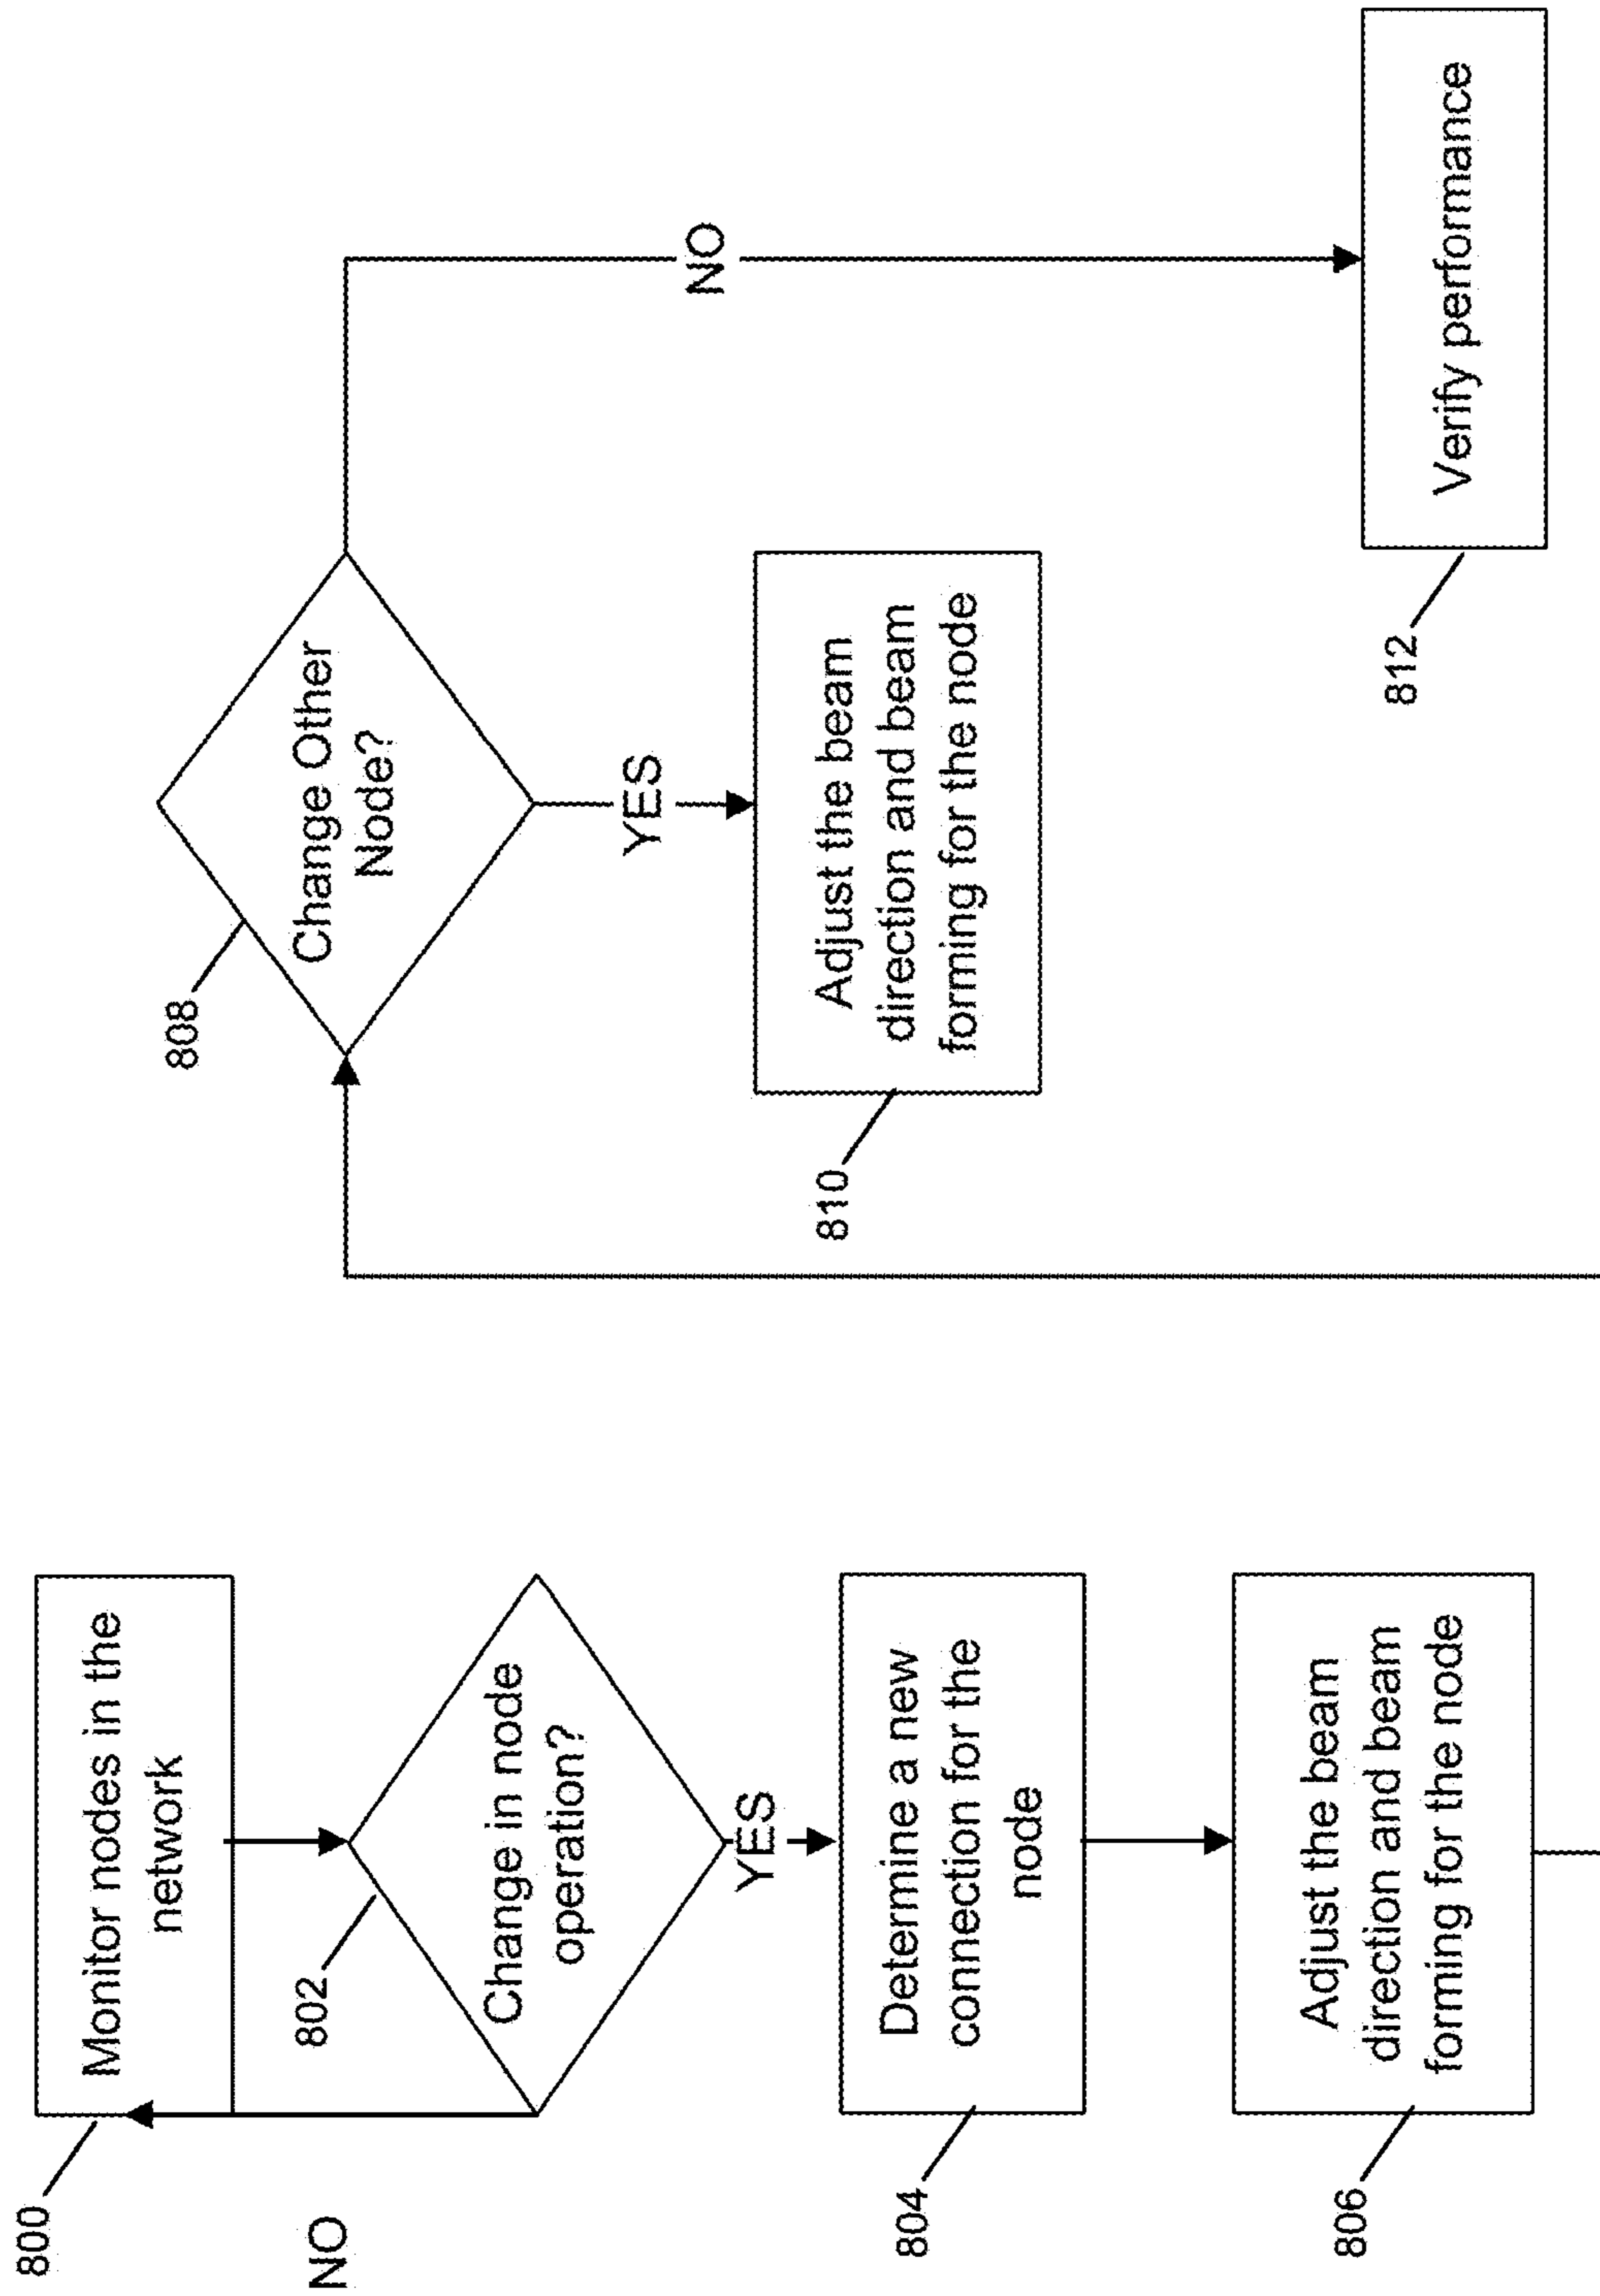 800
Monitor nodes in the
network
802
Change in node
operation?
NO
YES
804
Determine a new
connection for the
node
806
Adjust the beam
direction and beam
forming for the node
808
Change Other
Node?
YES
NO
810
Adjust the beam
direction and beam
forming for the node
812
Verify performance